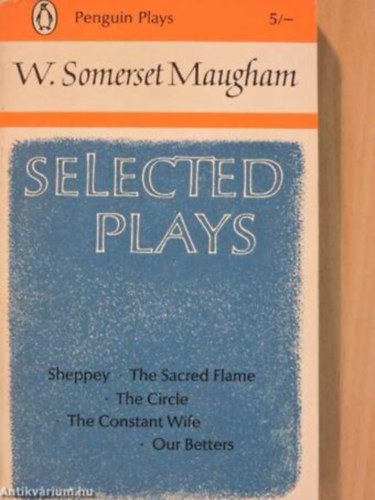 Penguin Plays 5/–
W. Somerset Maugham
SELECTED
PLAYS
Sheppey · The Sacred Flame
· The Circle
· The Constant Wife
· Our Betters
Antikvárium.hu